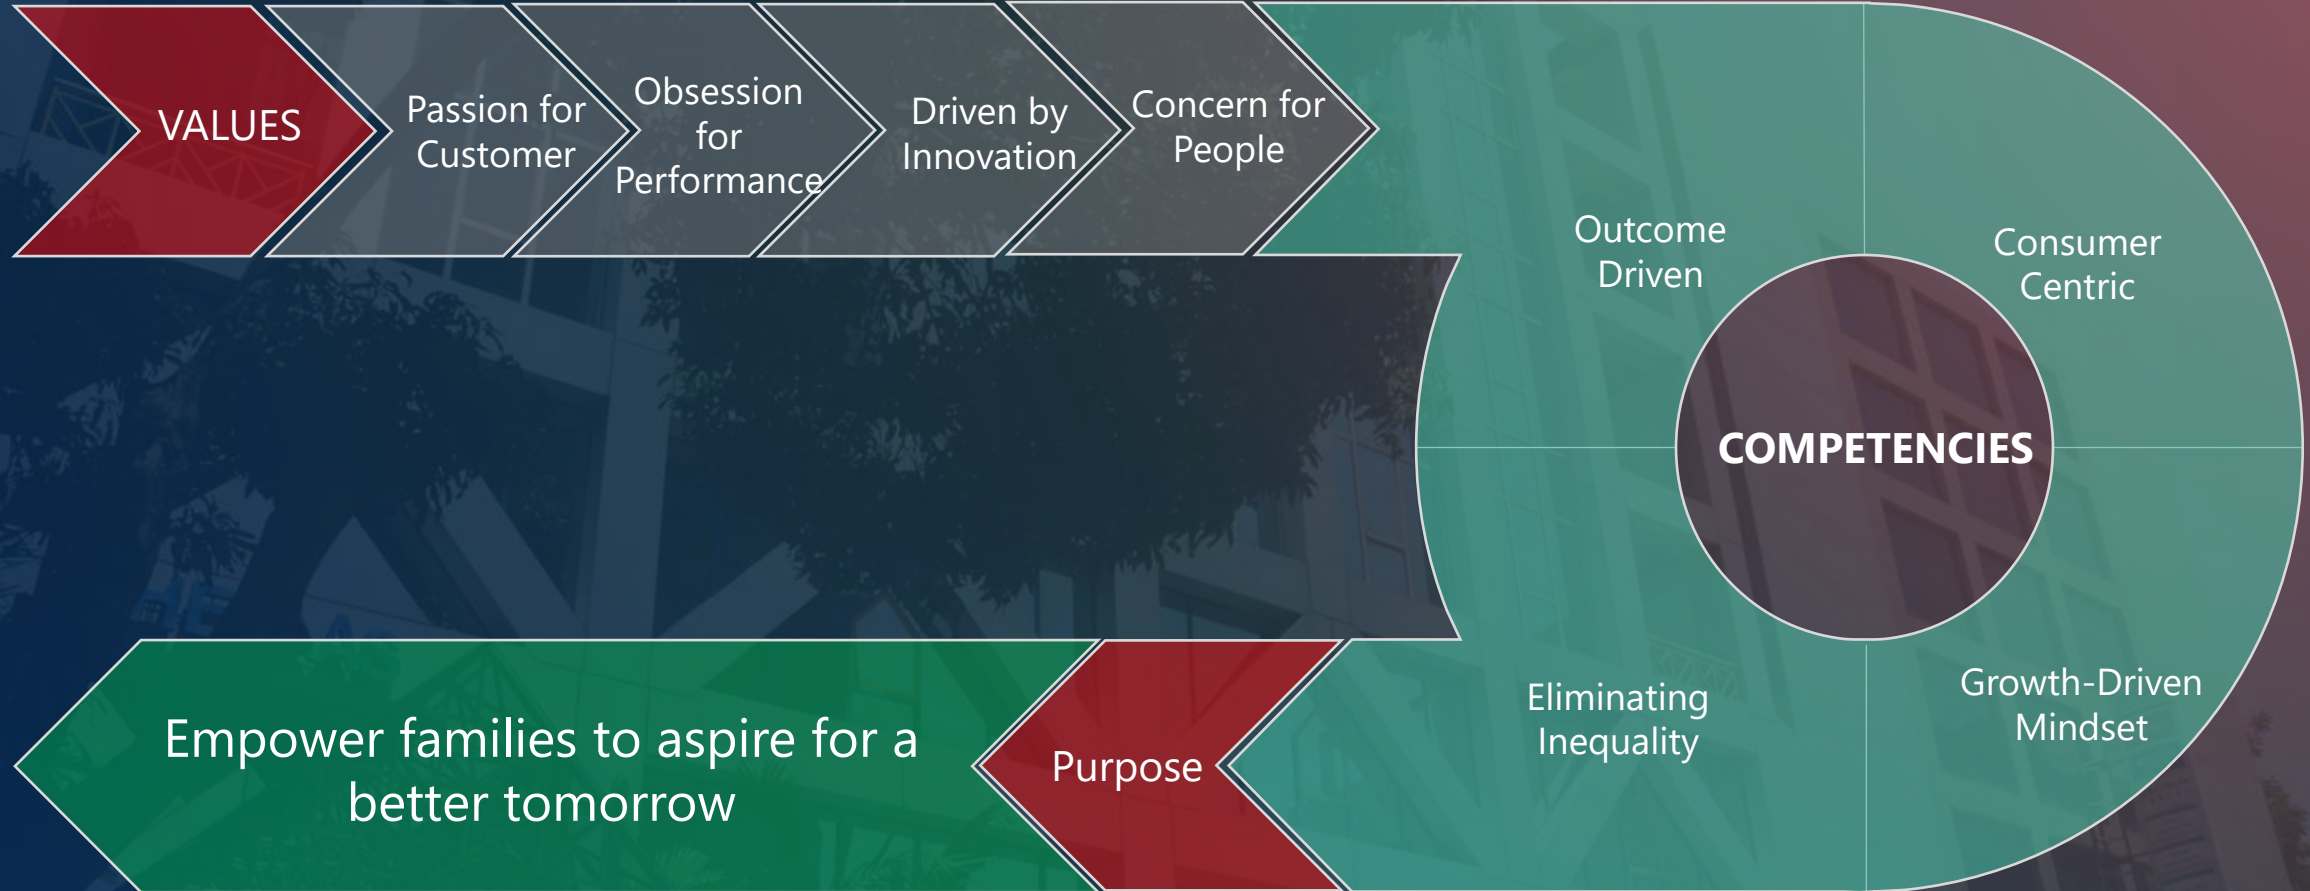 VALUES
Passion for
Customer
Obsession
for
Performance
Driven by
Innovation
Concern for
People
Outcome
Driven
Consumer
Centric
COMPETENCIES
Growth-Driven
Mindset
Eliminating
Inequality
Purpose
Empower families to aspire for a
better tomorrow